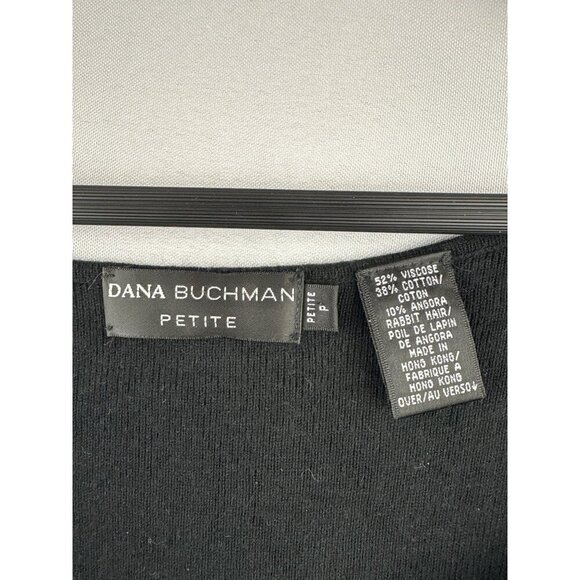 DANA BUCHMAN
PETITE
PETITE
P
52% VISCOSE
38% COTTON/
COTON
10% ANGORA
RABBIT HAIR/
POIL DE LAPIN
DE ANGORA
MADE IN
HONG KONG/
FABRIQUE A
HONG KONG
OVER/AU VERSO↓